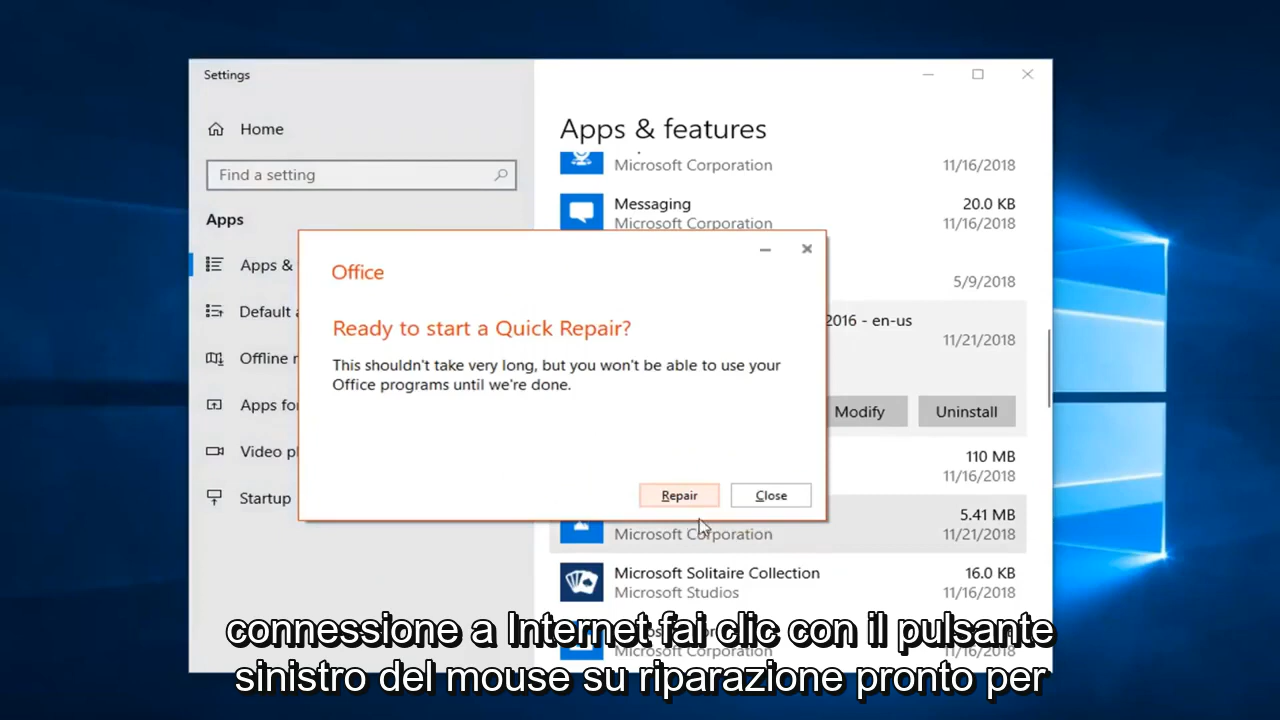 Settings
Home
Find a setting
Apps
Apps &
Default a
Offline m
Apps for
Video pl
Startup
Apps & features
Microsoft Corporation
11/16/2018
Messaging
20.0 KB
Microsoft Corporation
11/16/2018
5/9/2018
2016 - en-us
11/21/2018
Modify
Uninstall
110 MB
11/16/2018
5.41 MB
Microsoft Corporation
11/21/2018
Microsoft Solitaire Collection
16.0 KB
Microsoft Studios
11/16/2018
Office
Ready to start a Quick Repair?
This shouldn't take very long, but you won't be able to use your
Office programs until we're done.
Repair
Close
connessione a Internet fai clic con il pulsante
sinistro del mouse su riparazione pronto per